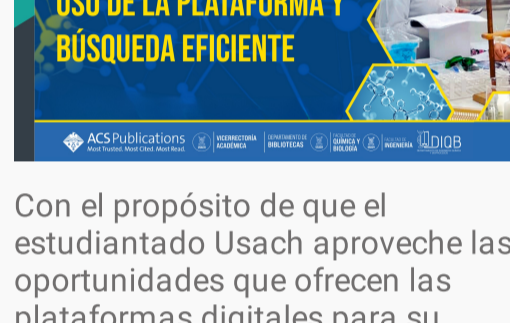 USO DE LA PLATAFORMA Y
BÚSQUEDA EFICIENTE
ACS Publications
Most Trusted. Most Cited. Most Read.
VICERRECTORÍA
ACADÉMICA
DEPARTAMENTO DE
BIBLIOTECAS
FACULTAD DE
QUÍMICA Y
BIOLOGÍA
FACULTAD DE
INGENIERÍA
DIQB
Con el propósito de que el
estudiantado Usach aproveche las
oportunidades que ofrecen las
plataformas digitales para su